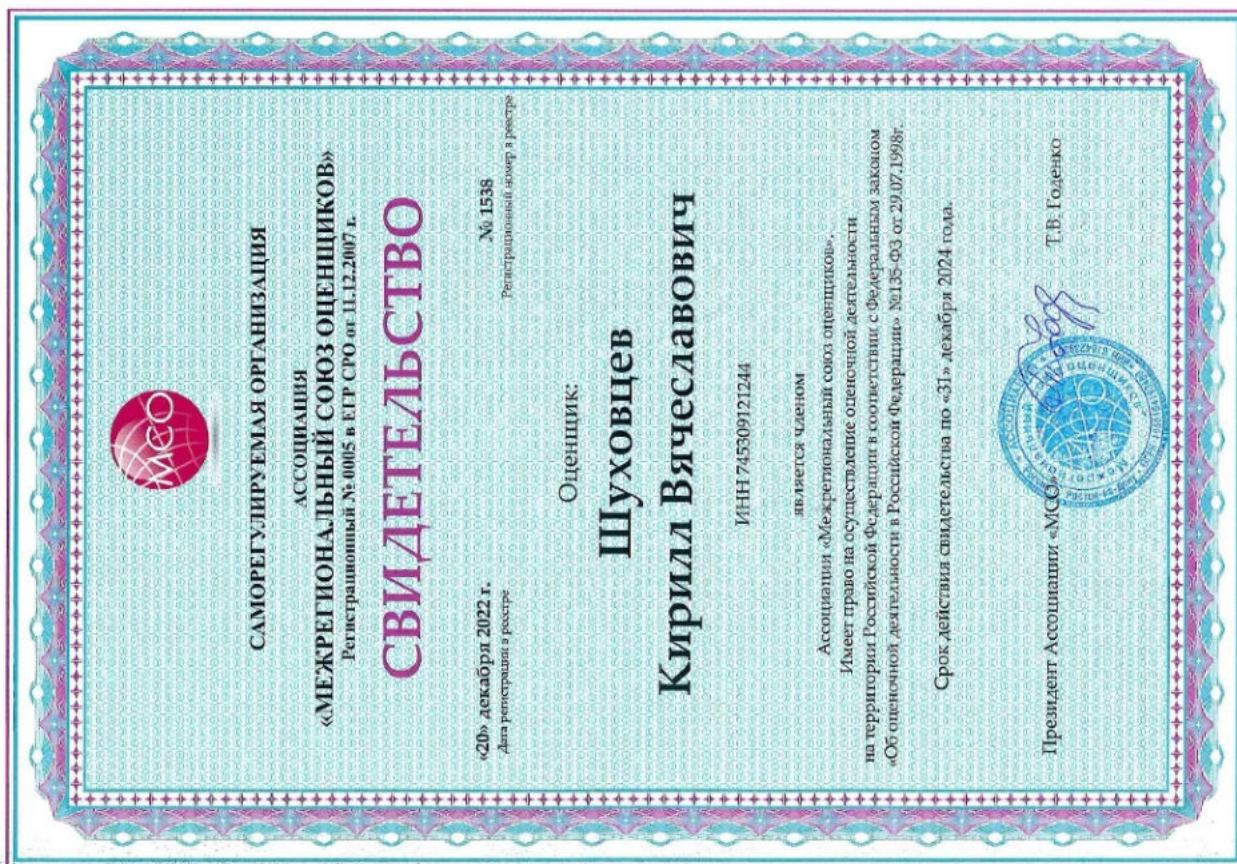 МСО
САМОРЕГУЛИРУЕМАЯ ОРГАНИЗАЦИЯ
АССОЦИАЦИЯ
«МЕЖРЕГИОНАЛЬНЫЙ СОЮЗ ОЦЕНЩИКОВ»
Регистрационный № 0005 в ЕГР СРО от 11.12.2007 г.
СВИДЕТЕЛЬСТВО
«20» декабря 2022 г. № 1538
Дата регистрации в реестре Регистрационный номер в реестре
Оценщик:
Шуховцев
Кирилл Вячеславович
ИНН 745309121244
является членом
Ассоциации «Межрегиональный союз оценщиков».
Имеет право на осуществление оценочной деятельности
на территории Российской Федерации в соответствии с Федеральным законом
«Об оценочной деятельности в Российской Федерации» №135-ФЗ от 29.07.1998г.
Срок действия свидетельства по «31» декабря 2024 года.
Президент Ассоциации «МСО» Т.В. Годенко